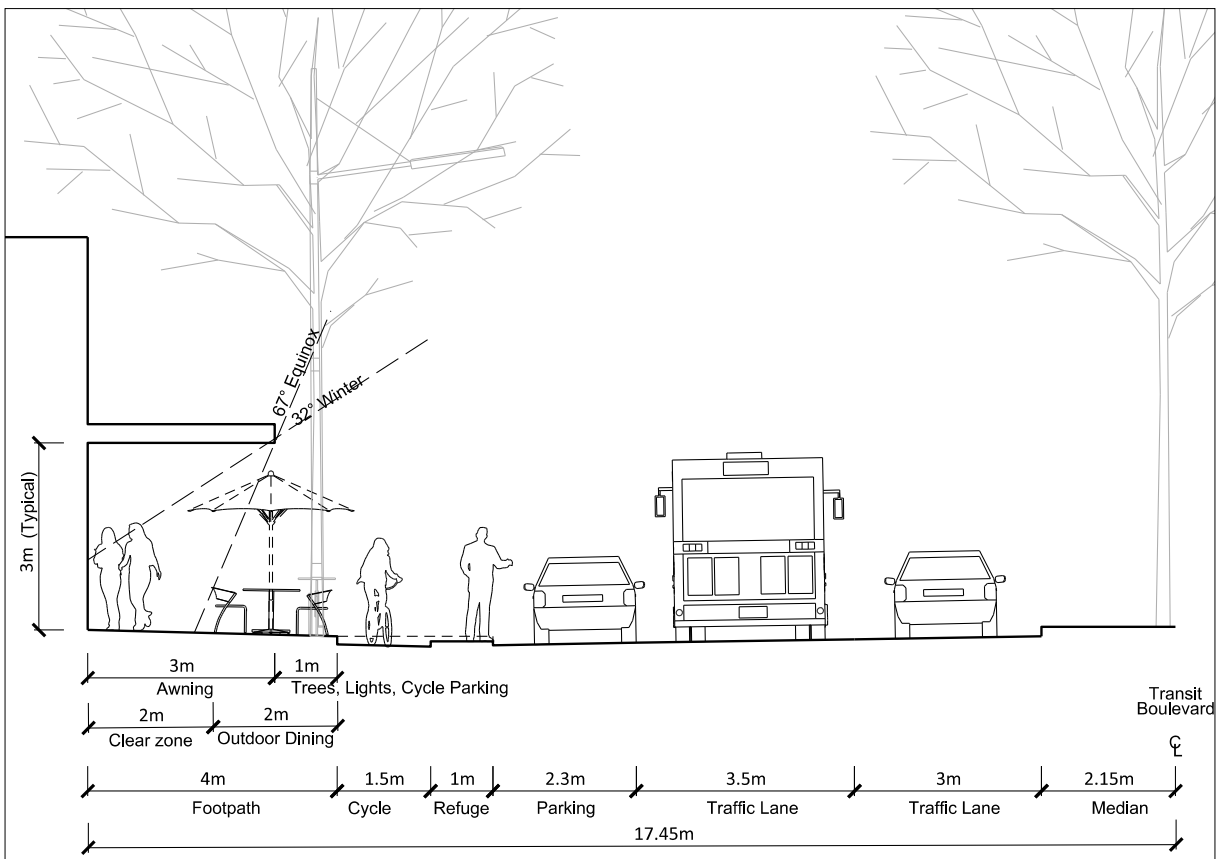 67° Equinox
32° Winter
3m (Typical)
3m 1m
Awning Trees, Lights, Cycle Parking
2m 2m
Clear zone Outdoor Dining
Transit
Boulevard
℄
4m 1.5m 1m 2.3m 3.5m 3m 2.15m
Footpath Cycle Refuge Parking Traffic Lane Traffic Lane Median
17.45m